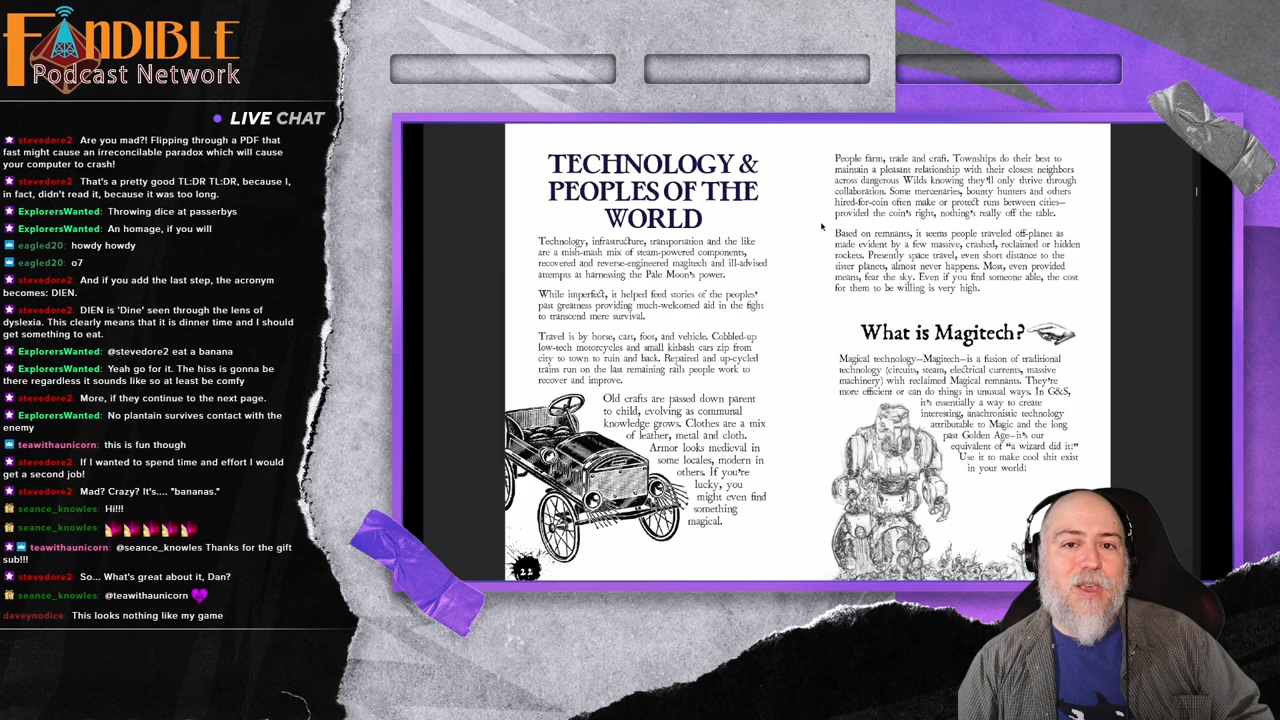 FANDIBLE
Podcast Network
LIVE CHAT
stevedore2: Are you mad?! Flipping through a PDF that
fast might cause an irreconcilable paradox which will cause
your computer to crash!
stevedore2: That's a pretty good TL:DR TL:DR, because I,
in fact, didn't read it, because it was too long.
ExplorersWanted: Throwing dice at passerbys
ExplorersWanted: An homage, if you will
eagled20: howdy howdy
eagled20: o7
stevedore2: And if you add the last step, the acronym
becomes: DIEN.
stevedore2: DIEN is 'Dine' seen through the lens of
dyslexia. This clearly means that it is dinner time and I should
get something to eat.
ExplorersWanted: @stevedore2 eat a banana
ExplorersWanted: Yeah go for it. The hiss is gonna be
there regardless it sounds like so at least be comfy
stevedore2: More, if they continue to the next page.
ExplorersWanted: No plantain survives contact with the
enemy
teawithaunicorn: this is fun though
stevedore2: If I wanted to spend time and effort I would
get a second job!
stevedore2: Mad? Crazy? It's.... "bananas."
seance_knowles: Hi!!!
seance_knowles:
teawithaunicorn: @seance_knowles Thanks for the gift
sub!!!
stevedore2: So... What's great about it, Dan?
seance_knowles: @teawithaunicorn
daveynodice: This looks nothing like my game
TECHNOLOGY &
PEOPLES OF THE
WORLD
Technology, infrastructure, transportation and the like
are a mish-mash mix of steam-powered components,
recovered and reverse-engineered magitech and ill-advised
attempts at harnessing the Pale Moon's power.
While imperfect, it helped feed stories of the peoples'
past greatness providing much-welcomed aid in the fight
to transcend mere survival.
Travel is by horse, cart, foot, and vehicle. Cobbled-up
low-tech motorcycles and small kitbash cars zip from
city to town to ruin and back. Repaired and up-cycled
trains run on the last remaining rails people work to
recover and improve.
Old crafts are passed down parent
to child, evolving as communal
knowledge grows. Clothes are a mix
of leather, metal and cloth.
Armor looks medieval in
some locales, modern in
others. If you're
lucky, you
might even find
something
magical.
22
People farm, trade and craft. Townships do their best to
maintain a pleasant relationship with their closest neighbors
across dangerous Wilds knowing they'll only thrive through
collaboration. Some mercenaries, bounty hunters and others
hired-for-coin often make or protect runs between cities—
provided the coin's right, nothing's really off the table.
Based on remnants, it seems people traveled off-planet as
made evident by a few massive, crashed, reclaimed or hidden
rockets. Presently space travel, even short distance to the
sister planets, almost never happens. Most, even provided
means, fear the sky. Even if you find someone able, the cost
for them to be willing is very high.
What is Magitech?
Magical technology—Magitech—is a fusion of traditional
technology (circuits, steam, electrical currents, massive
machinery) with reclaimed Magical remnants. They're
more efficient or can do things in unusual ways. In G&S,
it's essentially a way to create
interesting, anachronistic technology
attributable to Magic and the long
past Golden Age—it's our
equivalent of "a wizard did it!"
Use it to make cool shit exist
in your world: